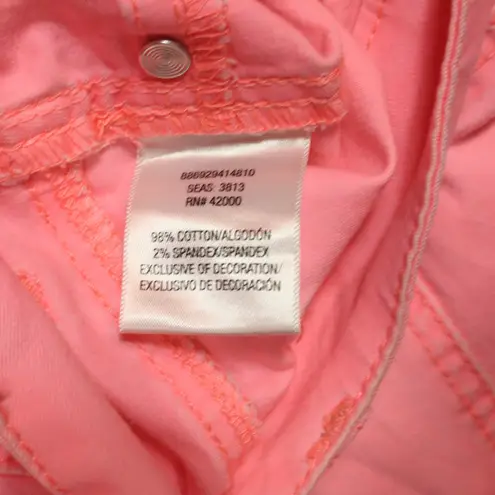 886929414810
SEAS 3813
RN# 42000
98% COTTON/ALGODÓN
2% SPANDEX/SPANDEX
EXCLUSIVE OF DECORATION/
EXCLUSIVO DE DECORACIÓN